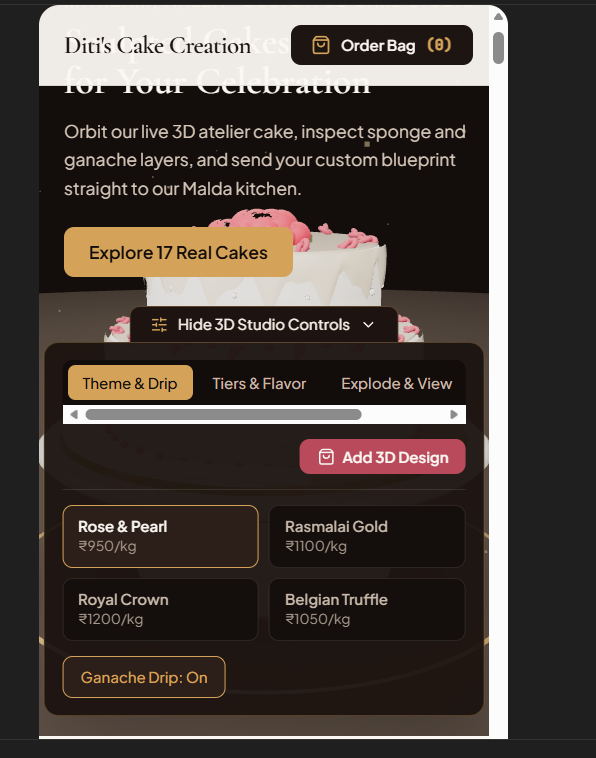 Diti's Cake Creation
Order Bag (0)
for Your Celebration
Orbit our live 3D atelier cake, inspect sponge and
ganache layers, and send your custom blueprint
straight to our Malda kitchen.
Explore 17 Real Cakes
Hide 3D Studio Controls
Theme & Drip
Tiers & Flavor
Explode & View
Add 3D Design
Rose & Pearl
₹950/kg
Rasmalai Gold
₹1100/kg
Royal Crown
₹1200/kg
Belgian Truffle
₹1050/kg
Ganache Drip: On